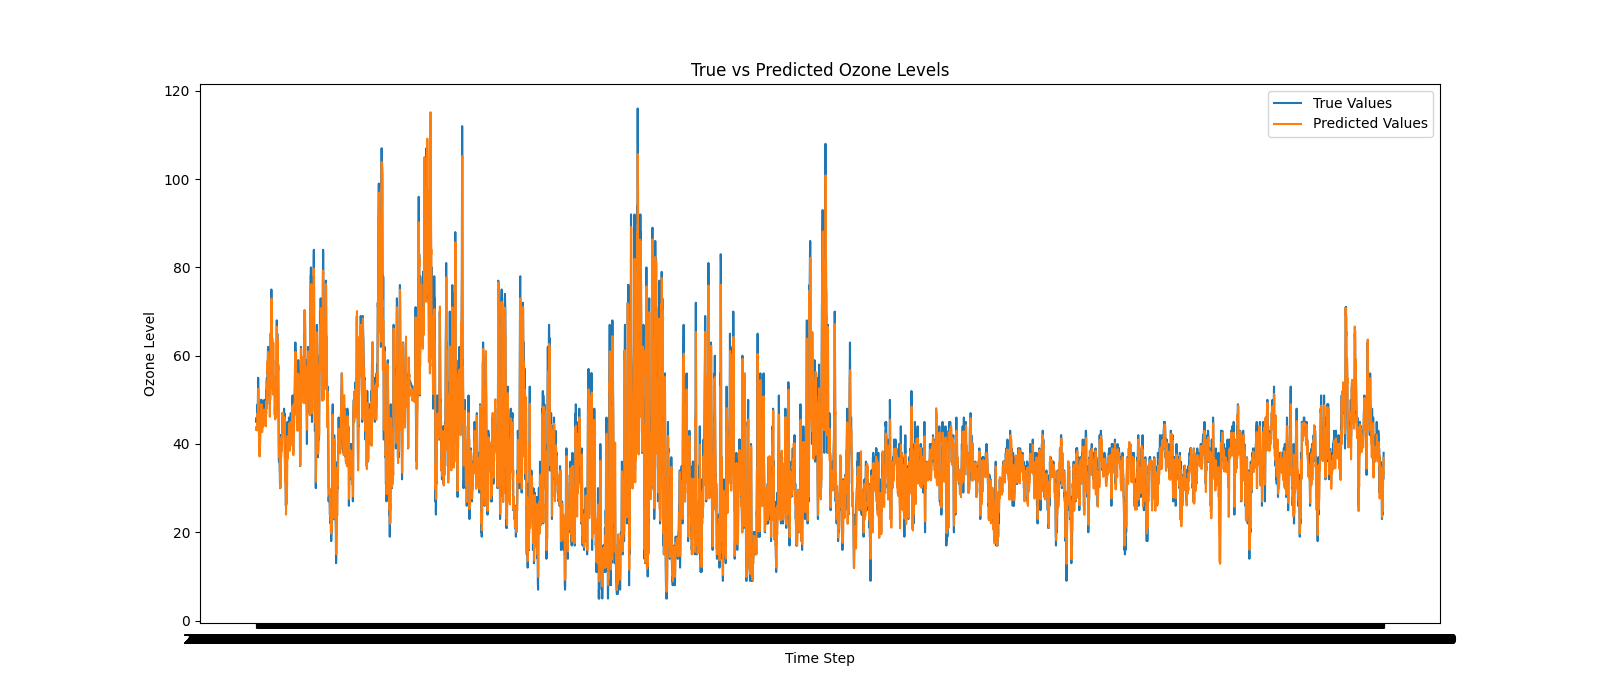 True vs Predicted Ozone Levels
True Values
Predicted Values
120
100
80
60
40
20
0
Ozone Level
Time Step